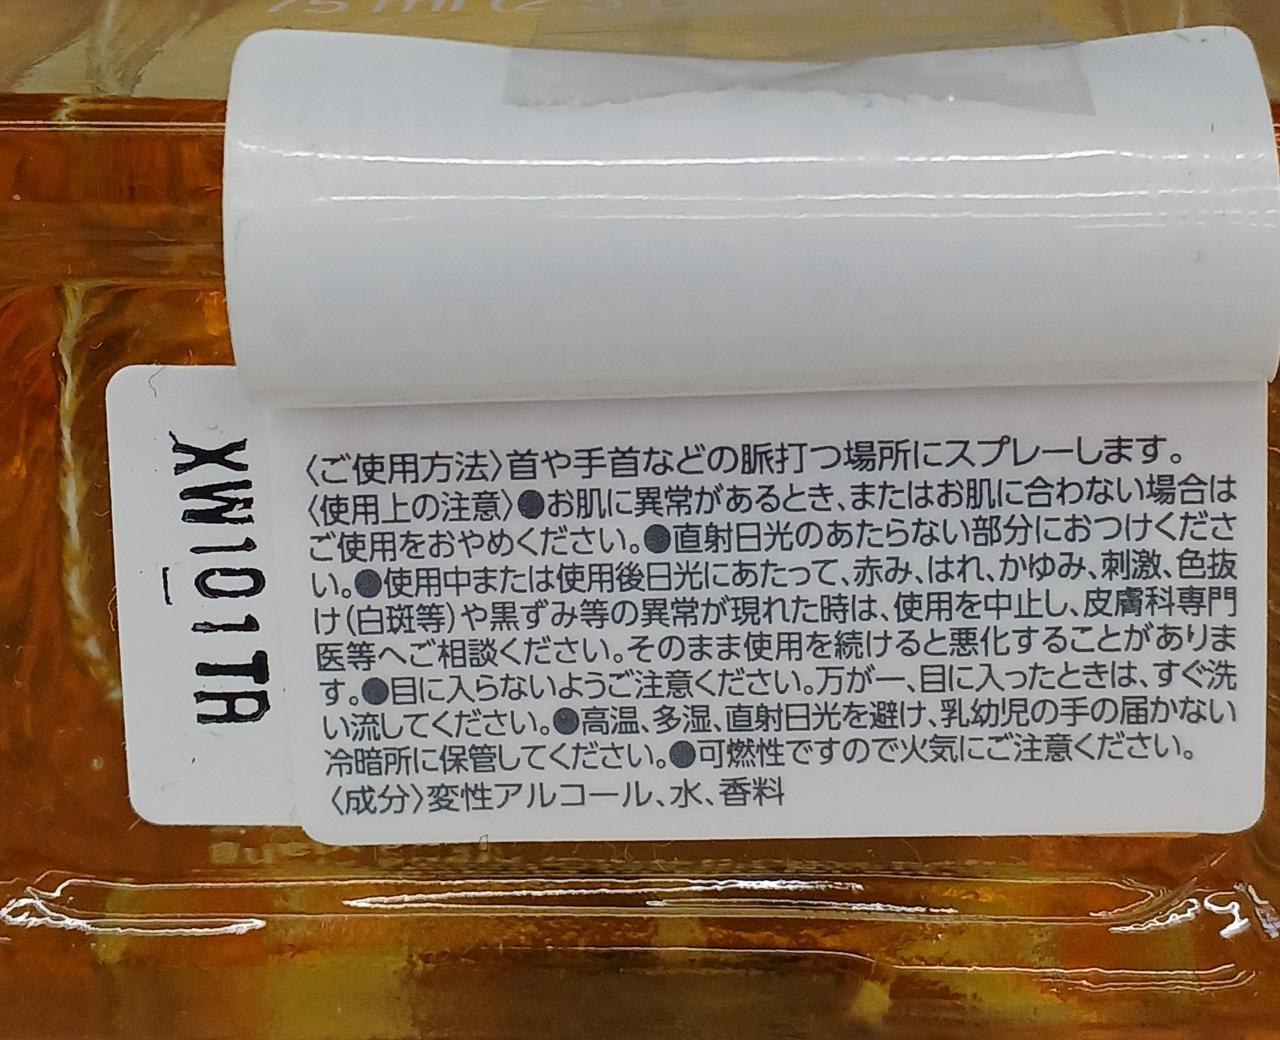 75 ml
〈ご使用方法〉首や手首などの脈打つ場所にスプレーします。
〈使用上の注意〉●お肌に異常があるとき、またはお肌に合わない場合は
ご使用をおやめください。●直射日光のあたらない部分におつけくださ
い。●使用中または使用後日光にあたって、赤み、はれ、かゆみ、刺激、色抜
け(白斑等)や黒ずみ等の異常が現れた時は、使用を中止し、皮膚科専門
医等へご相談ください。そのまま使用を続けると悪化することがありま
す。●目に入らないようご注意ください。万が一、目に入ったときは、すぐ洗
い流してください。●高温、多湿、直射日光を避け、乳幼児の手の届かない
冷暗所に保管してください。●可燃性ですので火気にご注意ください。
〈成分〉変性アルコール、水、香料
XW101TA